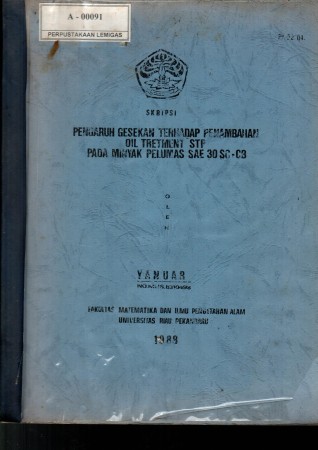 A - 00091
PERPUSTAKAAN LEMIGAS
SKRIPSI
PENGARUH GESEKAN TERHADAP PENAMBAHAN
OIL TRETMENT STP
PADA MINYAK PELUMAS SAE 30 SC-CB
O
L
E
H
YANUAR
FAKULTAS MATEMATIKA DAN ILMU PENGETAHUAN ALAM
UNIVERSITAS RIAU PEKANBARU
1989